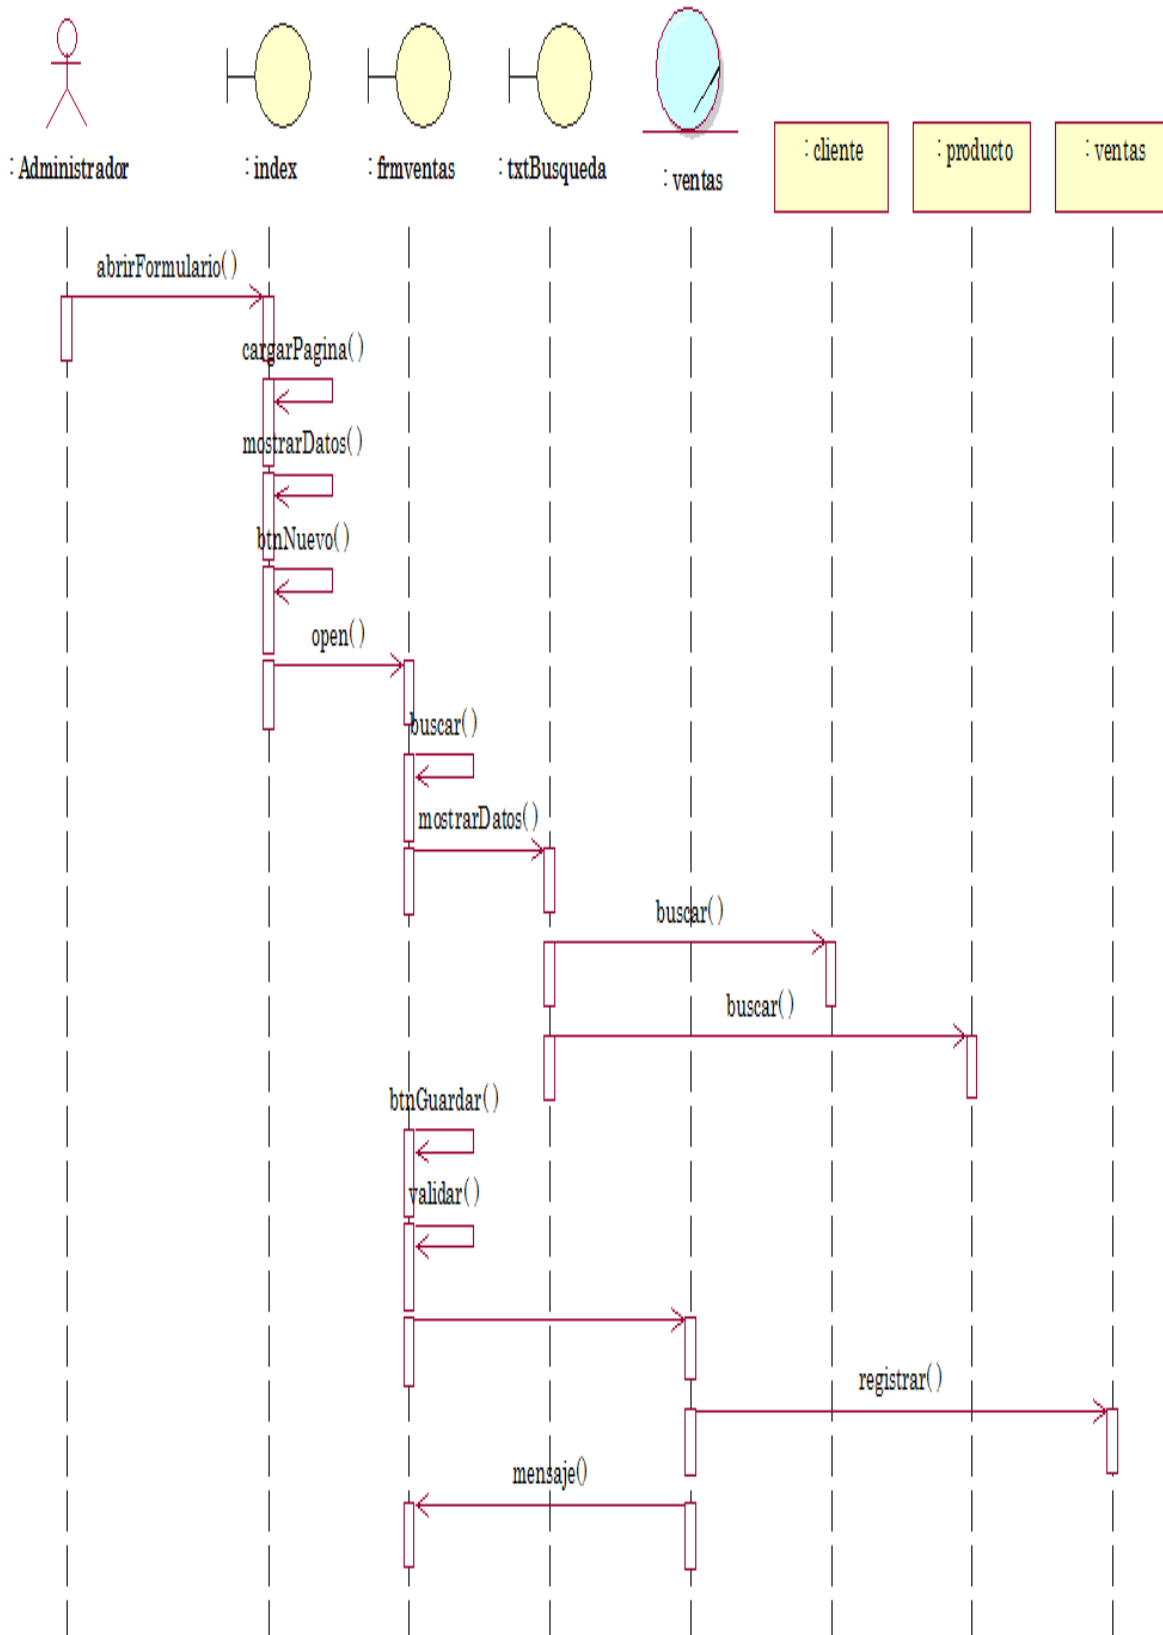 : Administrador
: index
: frmventas
: txtBusqueda
: ventas
: cliente
: producto
: ventas
abrirFormulario( )
cargarPagina( )
mostrarDatos( )
btnNuevo( )
open( )
buscar( )
mostrarDatos( )
buscar( )
buscar( )
btnGuardar( )
validar( )
registrar( )
mensaje()